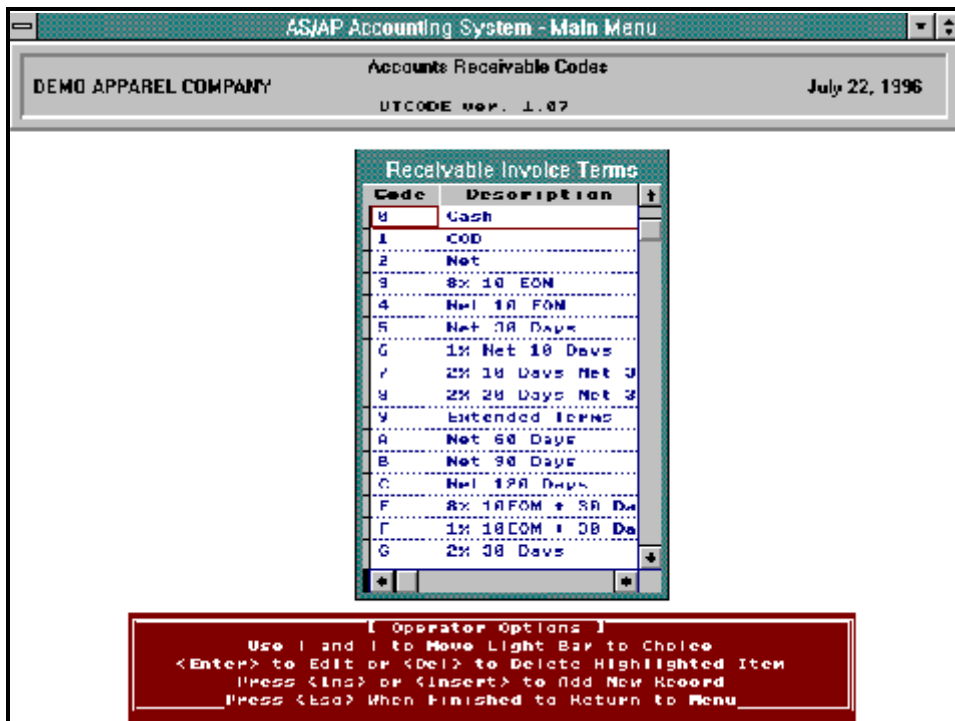 AS/AP Accounting System - Main Menu
Accounts Receivable Codes
DEMO APPAREL COMPANY
July 22, 1996
UTCODE ver. 1.07
Receivable Invoice Terms
Code Description
0 Cash
1 COD
2 Net
3 8% 10 EOM
4 Net 10 EOM
5 Net 30 Days
6 1% Net 10 Days
7 2% 10 Days Net 3
8 2% 20 Days Net 3
9 Extended Terms
A Net 60 Days
B Net 90 Days
C Net 120 Days
8% 10EOM + 30 Da
F 1% 10EOM + 30 Da
G 2% 30 Days
[ Operator Options ]
Use and to Move Light Bar to Choice
<Enter> to Edit or <Del> to Delete Highlighted Item
Press <Ins> or <Insert> to Add New Record
Press <Esc> When Finished to Return to Menu